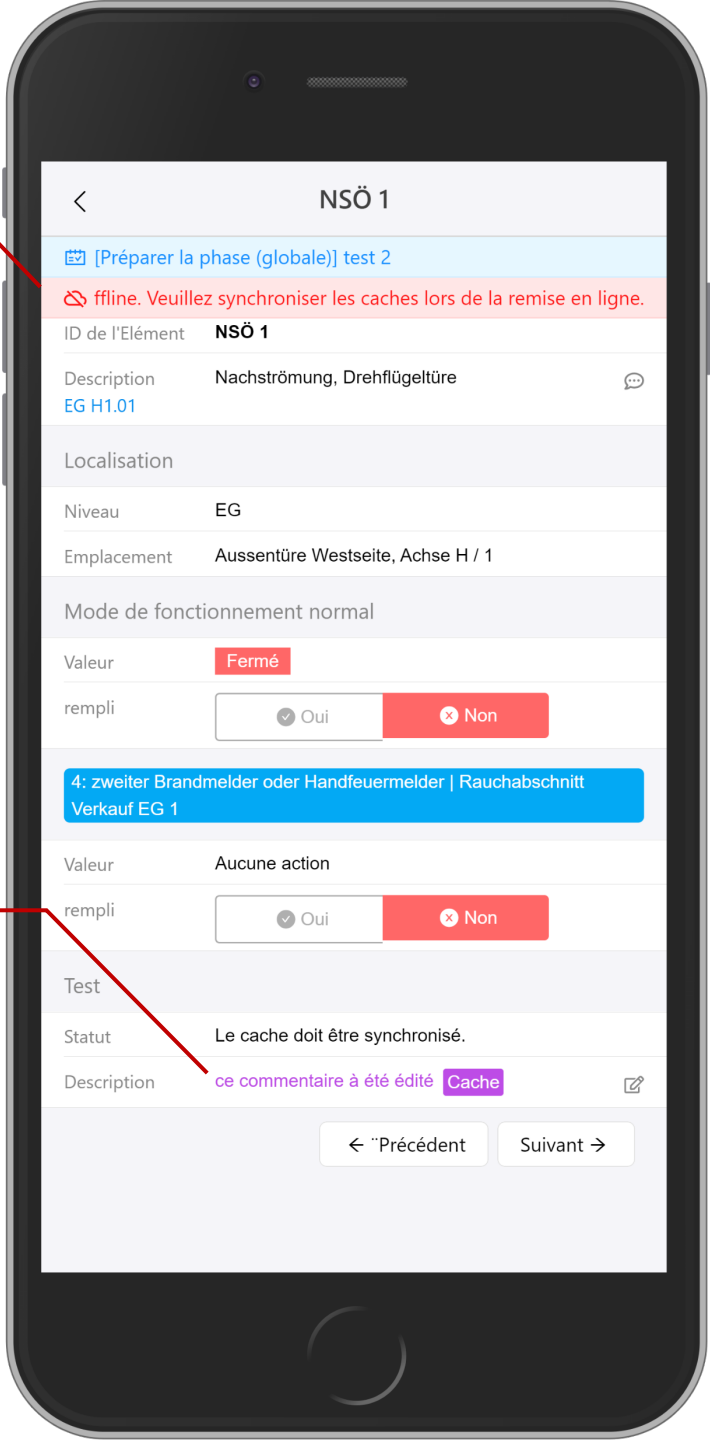 NSÖ 1
[Préparer la phase (globale)] test 2
ffline. Veuillez synchroniser les caches lors de la remise en ligne.
ID de l'Elément NSÖ 1
Description Nachströmung, Drehflügeltüre
EG H1.01
Localisation
Niveau EG
Emplacement Aussentüre Westseite, Achse H / 1
Mode de fonctionnement normal
Valeur Fermé
rempli Oui Non
4: zweiter Brandmelder oder Handfeuermelder | Rauchabschnitt
Verkauf EG 1
Valeur Aucune action
rempli Oui Non
Test
Statut Le cache doit être synchronisé.
Description ce commentaire à été édité Cache
← ¨Précédent Suivant →